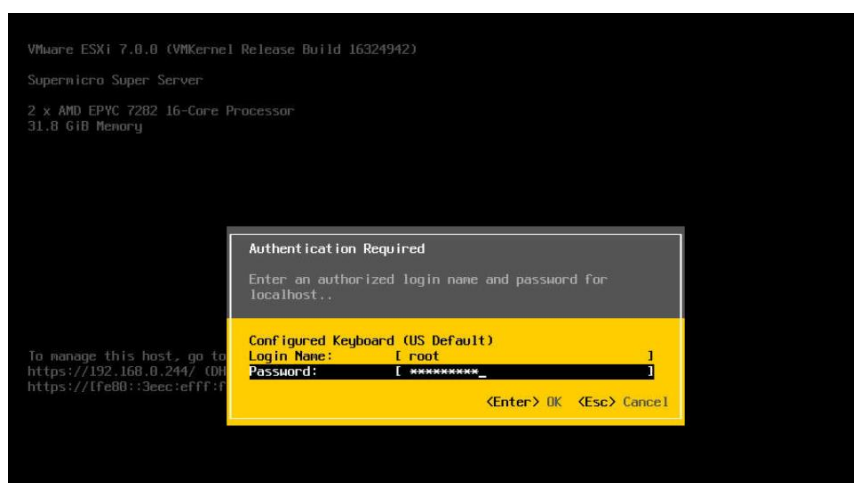 VMware ESXi 7.0.0 (VMKernel Release Build 16324942)
Supermicro Super Server
2 x AMD EPYC 7282 16-Core Processor
31.8 GiB Memory
Authentication Required
Enter an authorized login name and password for
localhost..
Configured Keyboard (US Default)
To manage this host, go to
Login Name: [ root ]
https://192.168.0.244/ (DH
Password: [ *********_ ]
https://[fe80::3eec:efff:f
<Enter> OK <Esc> Cancel